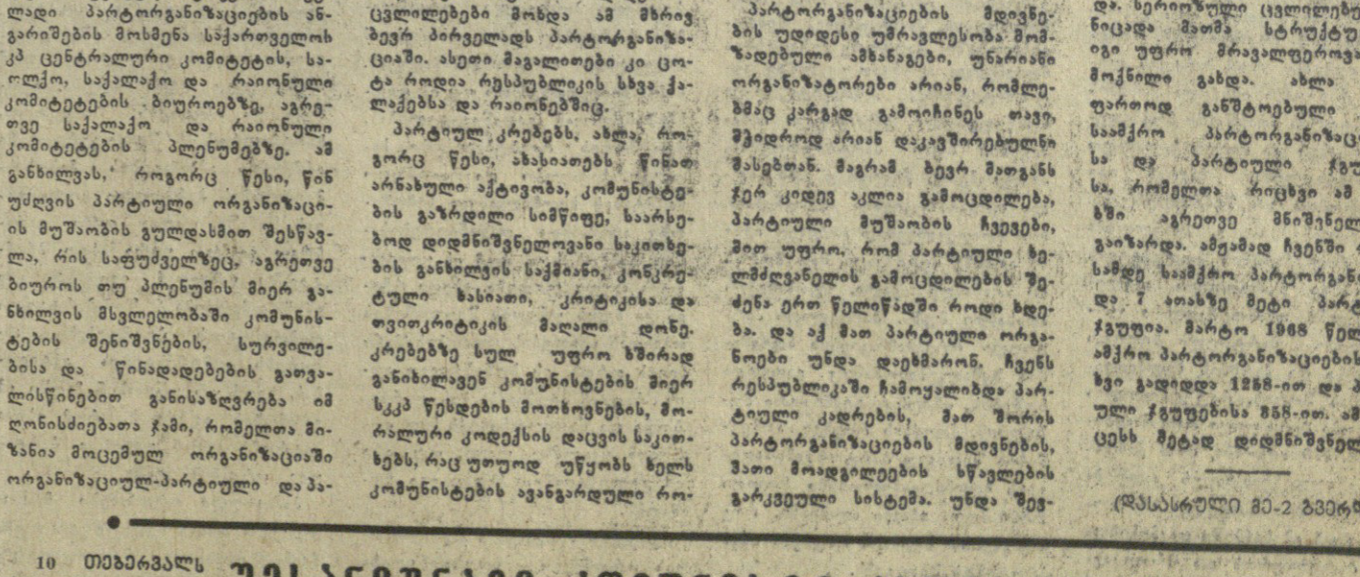 ლადი პარტორგანიზაციების ან-
გარიშების მოსმენა საქართველოს
კპ ცენტრალური კომიტეტის, სა-
ოლქო, საქალაქო და რაიონული
კომიტეტების ბიუროებზე, აგრე-
თვე საქალაქო და რაიონული
კომიტეტების პლენუმებზე. ამ
განხილვას, როგორც წესი, წინ
უძღვის პარტიული ორგანიზაცი-
ის მუშაობის გულდასმით შესწავ-
ლა, რის საფუძველზეც, აგრეთვე
ბიუროს თუ პლენუმის მიერ გა-
ნხილვის მსვლელობაში კომუნის-
ტების შენიშვნების, სურვილე-
ბისა და წინადადებების გათვა-
ლისწინებით განისაზღვრება იმ
ღონისძიებათა ჯამი, რომელთა მი-
ზანია მოცემულ ორგანიზაციაში
ორგანიზაციულ-პარტიული და პა-
ცვლილებები მოხდა ამ მხრივ
ბევრ პირველადს პარტორგანიზა-
ციაში. ასეთი მაგალითები კი ცო-
ტა როდია რესპუბლიკის სხვა ქა-
ლაქებსა და რაიონებშიც.
პარტიულ კრებებს, ახლა, რო-
გორც წესი, ახასიათებს წინათ
არნახული აქტივობა, კომუნისტე-
ბის გაზრდილი სიმწიფე, საარსე-
ბოდ დიდმნიშვნელოვანი საკითხე-
ბის განხილვის საქმიანი, კონკრე-
ტული ხასიათი, კრიტიკისა და
თვითკრიტიკის მაღალი დონე.
კრებებზე სულ უფრო ხშირად
განიხილავენ კომუნისტების მიერ
სკკპ წესდების მოთხოვნების, მო-
რალური კოდექსის დაცვის საკით-
ხებს, რაც უთუოდ უწყობს ხელს
კომუნისტების ავანგარდული რო-
პარტორგანიზაციების მდივნე-
ბის უდიდესი უმრავლესობა მომ-
ზადებული ამხანაგები, უნარიანი
ორგანიზატორები არიან, რომლე-
ბმაც კარგად გამოიჩინეს თავი,
მჭიდროდ არიან დაკავშირებულნი
მასებთან. მაგრამ ბევრ მათგანს
ჯერ კიდევ აკლია გამოცდილება,
პარტიული მუშაობის ჩვევები,
მით უფრო, რომ პარტიული ხე-
ლმძღვანელის გამოცდილების შე-
ძენა ერთ წელიწადში როდი ხდე-
ბა. და აქ მათ პარტიული ორგა-
ნოები უნდა დაეხმარონ. ჩვენს
რესპუბლიკაში ჩამოყალიბდა პარ-
ტიული კადრების, მათ შორის
პარტორგანიზაციების მდივნების,
მათი მოადგილეების სწავლების
გარკვეული სისტემა. უნდა შევ-
და. სერიოზული ცვლილებე
ნიცადა მათმა სტრუქტუ
იგი უფრო მრავალფეროვა
მოქნილი გახდა. ახლა
ფართოდ განშტოებული
საამქრო პარტორგანიზაც
სა და პარტიული ჯგუ
სა, რომელთა რიცხვი ამ
ბში აგრეთვე მნიშვნელ
გაიზარდა. ამჟამად ჩვენში
სამდე საამქრო პარტორგანი
და 7 ათასზე მეტი პარტ
ჯგუფია. მარტო 1968 წელ
ამქრო პარტორგანიზაციების
ხვი გადიდდა 1258-ით და პ
ული ჯგუფებისა 858-ით. ამ
ცესს მეტად დიდმნიშვნელ
(დასასრული მე-2 გვერდ
10 თებერვალს